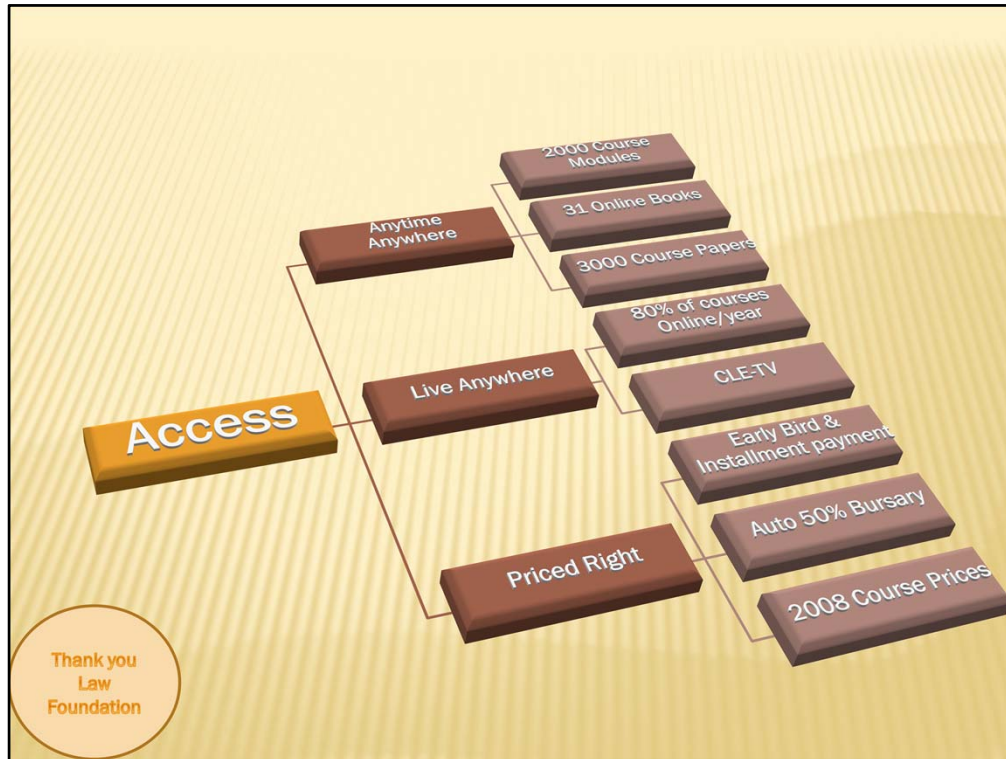 Access
Anytime
Anywhere
2000 Course
Modules
31 Online Books
3000 Course Papers
Live Anywhere
80% of courses
Online/year
CLE-TV
Priced Right
Early Bird &
Installment payment
Auto 50% Bursary
2008 Course Prices
Thank you
Law
Foundation